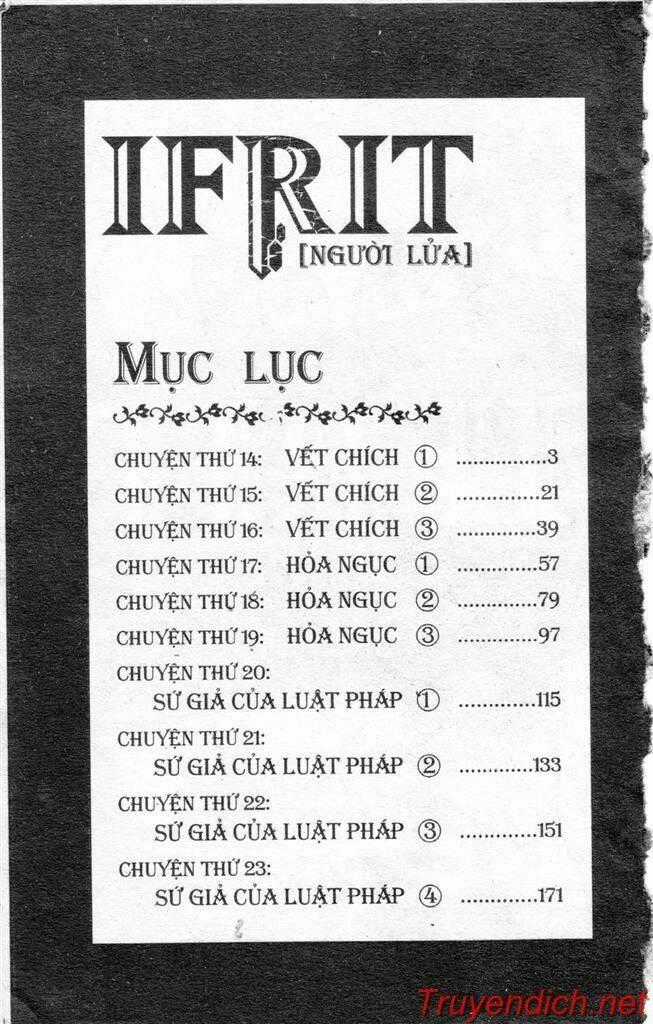 IFRIT
[NGƯỜI LỬA]
MỤC LỤC
CHUYỆN THỨ 14: VẾT CHÍCH ① ................3
CHUYỆN THỨ 15: VẾT CHÍCH ② ...............21
CHUYỆN THỨ 16: VẾT CHÍCH ③ ..............39
CHUYỆN THỨ 17: HỎA NGỤC ① ..............57
CHUYỆN THỨ 18: HỎA NGỤC ② ..............79
CHUYỆN THỨ 19: HỎA NGỤC ③ ..............97
CHUYỆN THỨ 20:
SỨ GIẢ CỦA LUẬT PHÁP ① ..............115
CHUYỆN THỨ 21:
SỨ GIẢ CỦA LUẬT PHÁP ② .............133
CHUYỆN THỨ 22:
SỨ GIẢ CỦA LUẬT PHÁP ③ ..............151
CHUYỆN THỨ 23:
SỨ GIẢ CỦA LUẬT PHÁP ④ ..............171
Truyendich.net